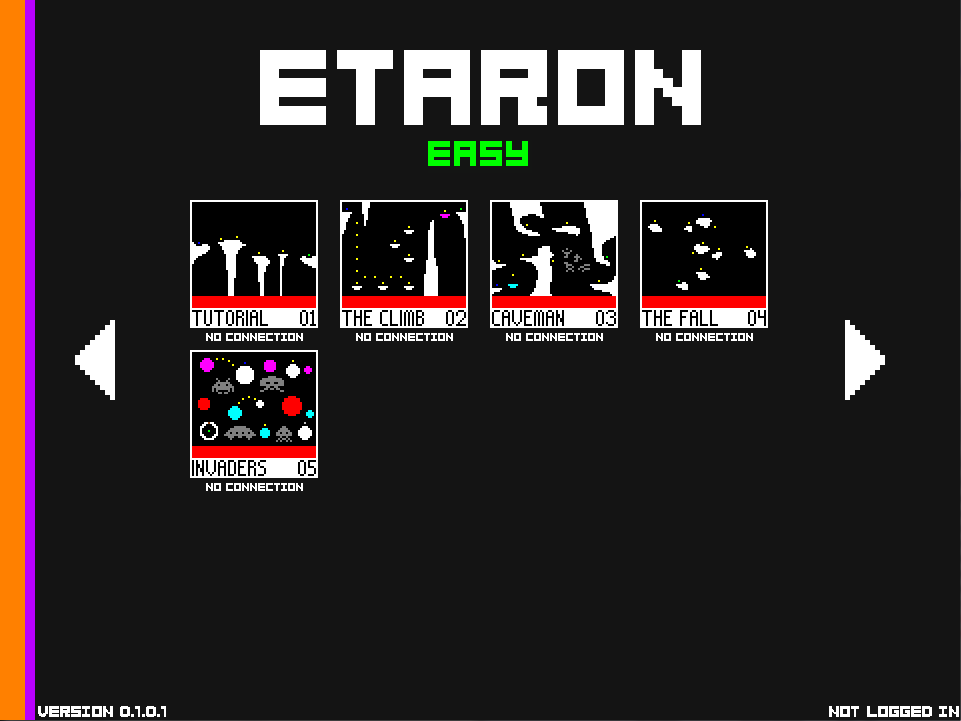 ETARON
EASY
TUTORIAL 01
NO CONNECTION
THE CLIMB 02
NO CONNECTION
CAVEMAN 03
NO CONNECTION
THE FALL 04
NO CONNECTION
INVADERS 05
NO CONNECTION
VERSION 0.1.0.1
NOT LOGGED IN